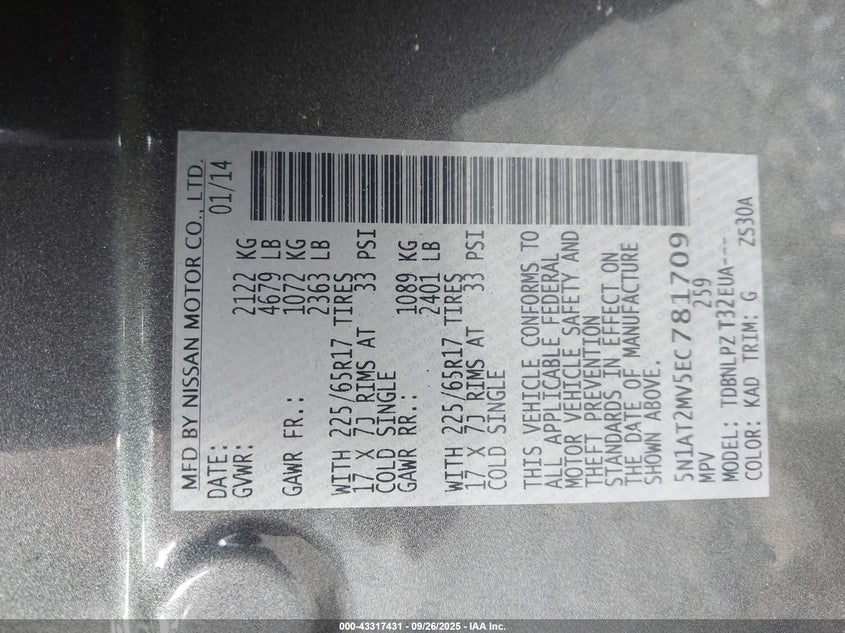 MFD BY NISSAN MOTOR CO., LTD.
DATE: 01/14
GVWR: 2122 KG
4679 LB
GAWR FR.: 1072 KG
2363 LB
WITH 225/65R17 TIRES
17 X 7J RIMS AT 33 PSI
COLD SINGLE
GAWR RR.: 1089 KG
2401 LB
WITH 225/65R17 TIRES
17 X 7J RIMS AT 33 PSI
COLD SINGLE
THIS VEHICLE CONFORMS TO
ALL APPLICABLE FEDERAL
MOTOR VEHICLE SAFETY AND
THEFT PREVENTION
STANDARDS IN EFFECT ON
THE DATE OF MANUFACTURE
SHOWN ABOVE.
5N1AT2MV5EC781709
MPV 259
MODEL: TDBNLPZ T32EUA---
COLOR: KAD TRIM: G ZS30A
000-43317431 - 09/26/2025 - IAA Inc.